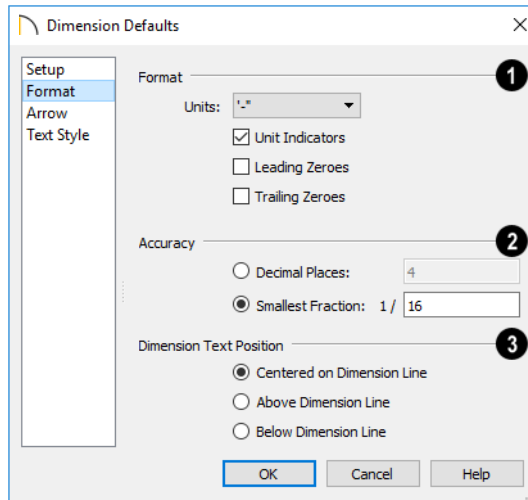 Dimension Defaults
Setup
Format
Arrow
Text Style
Format
1
Units: '-"
Unit Indicators
Leading Zeroes
Trailing Zeroes
Accuracy
2
Decimal Places: 4
Smallest Fraction: 1 / 16
Dimension Text Position
3
Centered on Dimension Line
Above Dimension Line
Below Dimension Line
OK Cancel Help